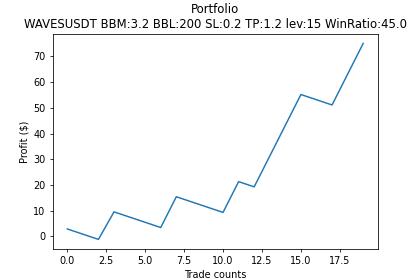 Portfolio
WAVESUSDT BBM:3.2 BBL:200 SL:0.2 TP:1.2 lev:15 WinRatio:45.0
Profit ($)
70
60
50
40
30
20
10
0
0.0 2.5 5.0 7.5 10.0 12.5 15.0 17.5
Trade counts